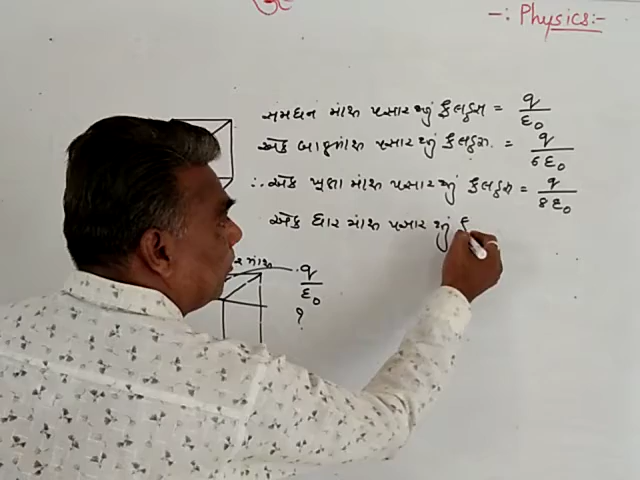 -: Physics:-
સમઘન માંથી પસાર થતું ફલક્સ = q/ε₀
એક બાજુમાંથી પસાર થતું ફલક્સ = q/6ε₀
∴ એક ખુણા માંથી પસાર થતું ફલક્સ = q/8ε₀
એક ધાર માંથી પસાર થતું
માંથી q/ε₀
?